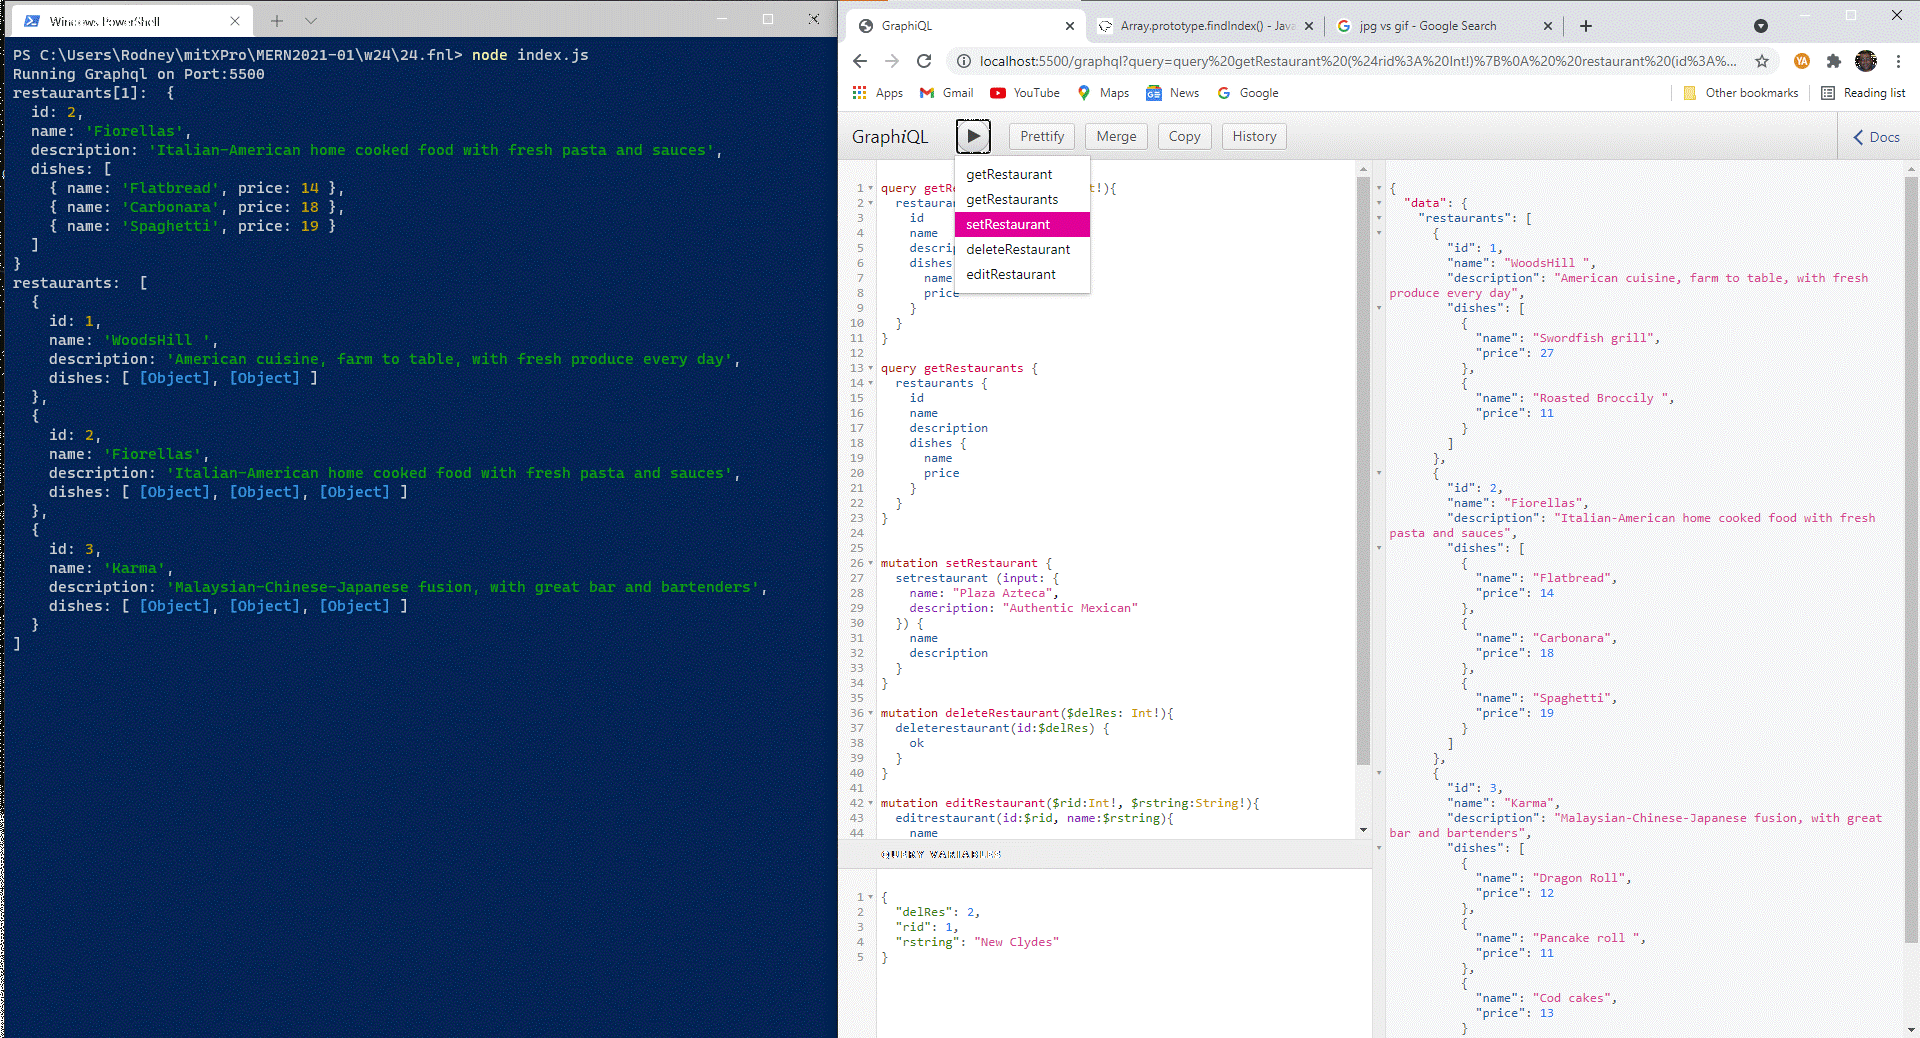 Windows PowerShell
PS C:\Users\Rodney\mitXPro\MERN2021-01\w24\24.fnl> node index.js
Running Graphql on Port:5500
restaurants[1]:  {
  id: 2,
  name: 'Fiorellas',
  description: 'Italian-American home cooked food with fresh pasta and sauces',
  dishes: [
    { name: 'Flatbread', price: 14 },
    { name: 'Carbonara', price: 18 },
    { name: 'Spaghetti', price: 19 }
  ]
}
restaurants:  [
  {
    id: 1,
    name: 'WoodsHill ',
    description: 'American cuisine, farm to table, with fresh produce every day',
    dishes: [ [Object], [Object] ]
  },
  {
    id: 2,
    name: 'Fiorellas',
    description: 'Italian-American home cooked food with fresh pasta and sauces',
    dishes: [ [Object], [Object], [Object] ]
  },
  {
    id: 3,
    name: 'Karma',
    description: 'Malaysian-Chinese-Japanese fusion, with great bar and bartenders',
    dishes: [ [Object], [Object], [Object] ]
  }
]
GraphiQL
Array.prototype.findIndex() - Java
jpg vs gif - Google Search
localhost:5500/graphql?query=query%20getRestaurant%20(%24rid%3A%20Int!)%7B%0A%20%20restaurant%20(id%3A%...
YA
Apps Gmail YouTube Maps News Google Other bookmarks Reading list
GraphiQL Prettify Merge Copy History Docs
getRestaurant
getRestaurants
setRestaurant
deleteRestaurant
editRestaurant
1 query getR t!){
2   restaura
3     id
4     name
5     descri
6     dishes
7       name
8       price
9     }
10   }
11 }
12
13 query getRestaurants {
14   restaurants {
15     id
16     name
17     description
18     dishes {
19       name
20       price
21     }
22   }
23 }
24
25
26 mutation setRestaurant {
27   setrestaurant (input: {
28     name: "Plaza Azteca",
29     description: "Authentic Mexican"
30   }) {
31     name
32     description
33   }
34 }
35
36 mutation deleteRestaurant($delRes: Int!){
37   deleterestaurant(id:$delRes) {
38     ok
39   }
40 }
41
42 mutation editRestaurant($rid:Int!, $rstring:String!){
43   editrestaurant(id:$rid, name:$rstring){
44     name
QUERY VARIABLES
1 {
2   "delRes": 2,
3   "rid": 1,
4   "rstring": "New Clydes"
5 }
{
  "data": {
    "restaurants": [
      {
        "id": 1,
        "name": "WoodsHill ",
        "description": "American cuisine, farm to table, with fresh
produce every day",
        "dishes": [
          {
            "name": "Swordfish grill",
            "price": 27
          },
          {
            "name": "Roasted Broccily ",
            "price": 11
          }
        ]
      },
      {
        "id": 2,
        "name": "Fiorellas",
        "description": "Italian-American home cooked food with fresh
pasta and sauces",
        "dishes": [
          {
            "name": "Flatbread",
            "price": 14
          },
          {
            "name": "Carbonara",
            "price": 18
          },
          {
            "name": "Spaghetti",
            "price": 19
          }
        ]
      },
      {
        "id": 3,
        "name": "Karma",
        "description": "Malaysian-Chinese-Japanese fusion, with great
bar and bartenders",
        "dishes": [
          {
            "name": "Dragon Roll",
            "price": 12
          },
          {
            "name": "Pancake roll ",
            "price": 11
          },
          {
            "name": "Cod cakes",
            "price": 13
          }